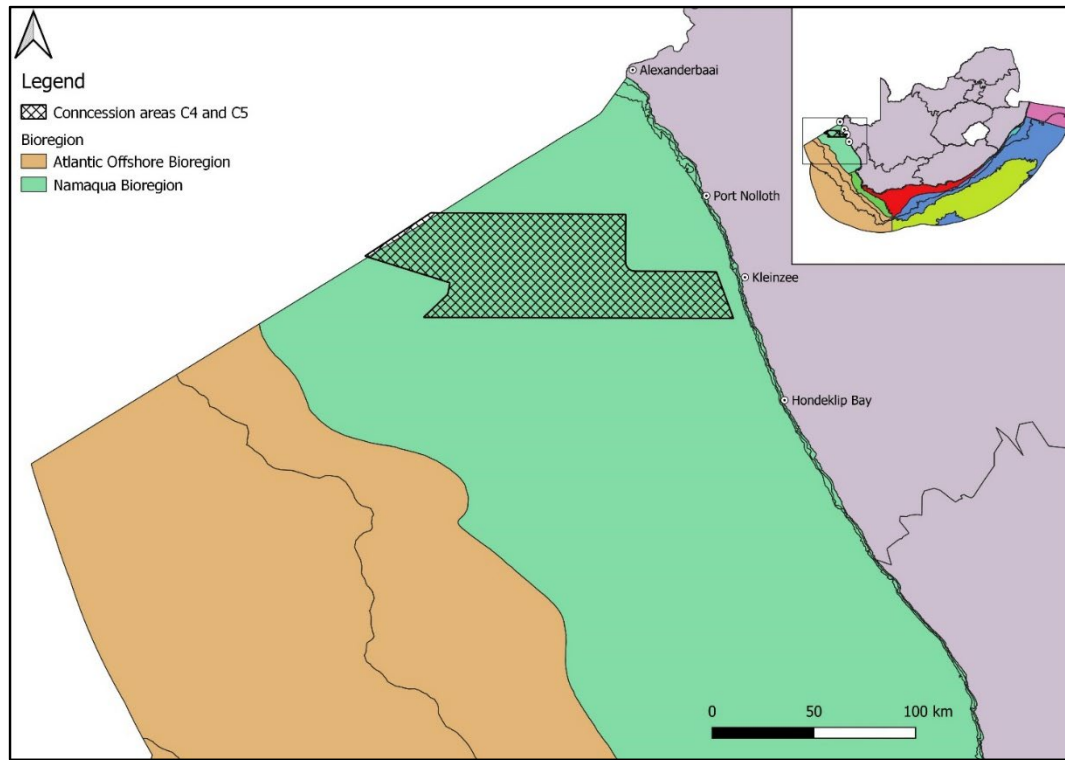 Legend
Conncession areas C4 and C5
Bioregion
Atlantic Offshore Bioregion
Namaqua Bioregion
Alexanderbaai
Port Nolloth
Kleinzee
Hondeklip Bay
0 50 100 km